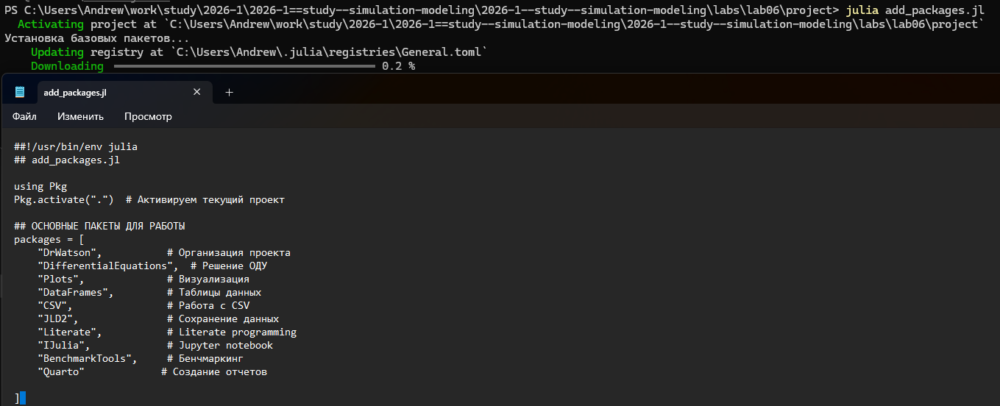 PS C:\Users\Andrew\work\study\2026-1\2026-1==study--simulation-modeling\2026-1--study--simulation-modeling\labs\lab06\project> julia add_packages.jl
Activating project at `C:\Users\Andrew\work\study\2026-1\2026-1==study--simulation-modeling\2026-1--study--simulation-modeling\labs\lab06\project`
Установка базовых пакетов...
Updating registry at `C:\Users\Andrew\.julia\registries\General.toml`
Downloading 0.2 %
add_packages.jl
Файл Изменить Просмотр
##!/usr/bin/env julia
## add_packages.jl
using Pkg
Pkg.activate(".")  # Активируем текущий проект
## ОСНОВНЫЕ ПАКЕТЫ ДЛЯ РАБОТЫ
packages = [
    "DrWatson",           # Организация проекта
    "DifferentialEquations",  # Решение ОДУ
    "Plots",              # Визуализация
    "DataFrames",         # Таблицы данных
    "CSV",                # Работа с CSV
    "JLD2",               # Сохранение данных
    "Literate",           # Literate programming
    "IJulia",             # Jupyter notebook
    "BenchmarkTools",     # Бенчмаркинг
    "Quarto"             # Создание отчетов
]